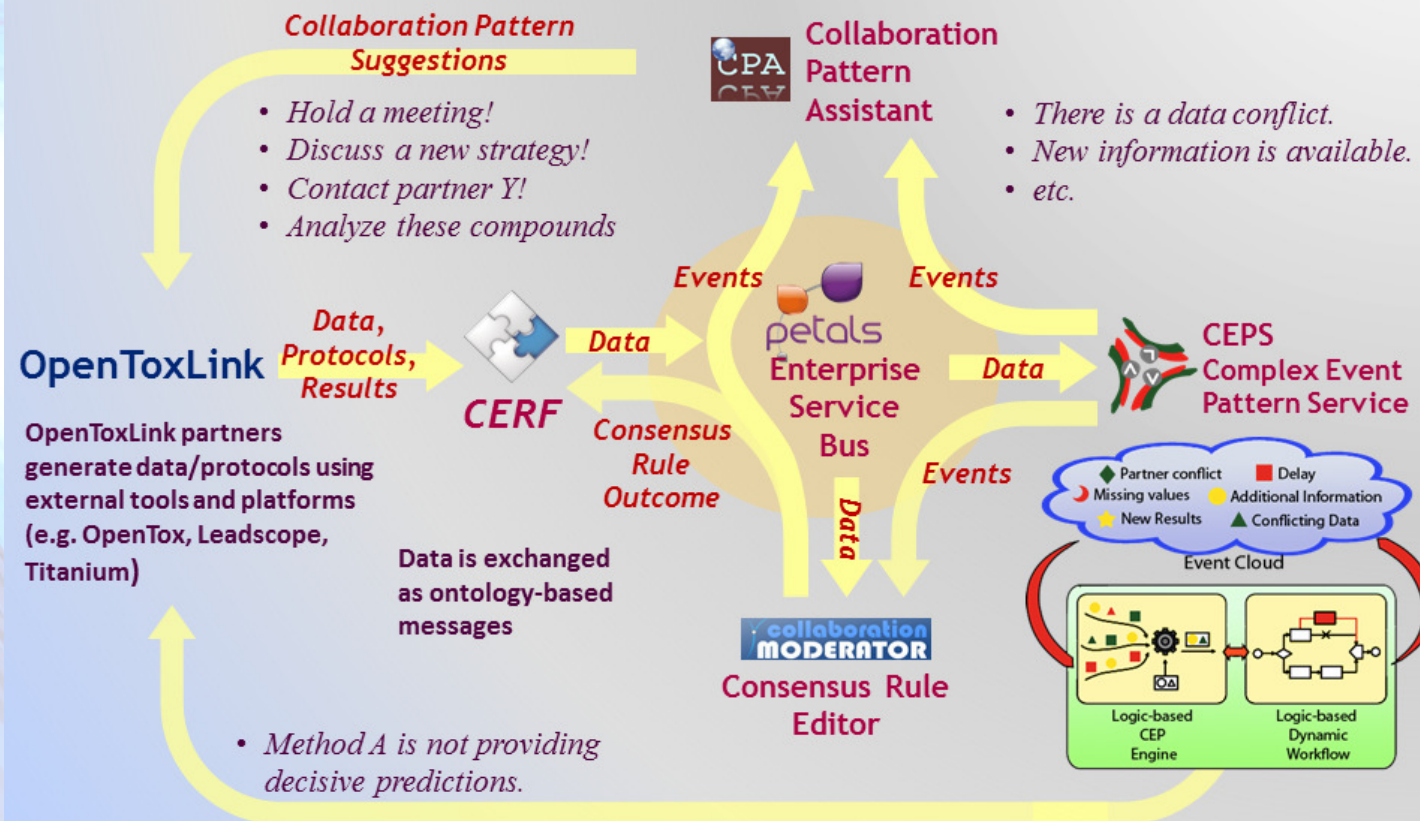 Collaboration Pattern
Suggestions
• Hold a meeting!
• Discuss a new strategy!
• Contact partner Y!
• Analyze these compounds
CPA
CPA
Collaboration
Pattern
Assistant
• There is a data conflict.
• New information is available.
• etc.
Events
Events
OpenToxLink
Data,
Protocols,
Results
CERF
Data
petals
Enterprise
Service
Bus
Data
CEPS
Complex Event
Pattern Service
Consensus
Rule
Outcome
Events
Data
OpenToxLink partners
generate data/protocols using
external tools and platforms
(e.g. OpenTox, Leadscope,
Titanium)
Data is exchanged
as ontology-based
messages
Partner conflict
Delay
Missing values
Additional Information
New Results
Conflicting Data
Event Cloud
Logic-based
CEP
Engine
Logic-based
Dynamic
Workflow
collaboration
MODERATOR
Consensus Rule
Editor
• Method A is not providing
decisive predictions.